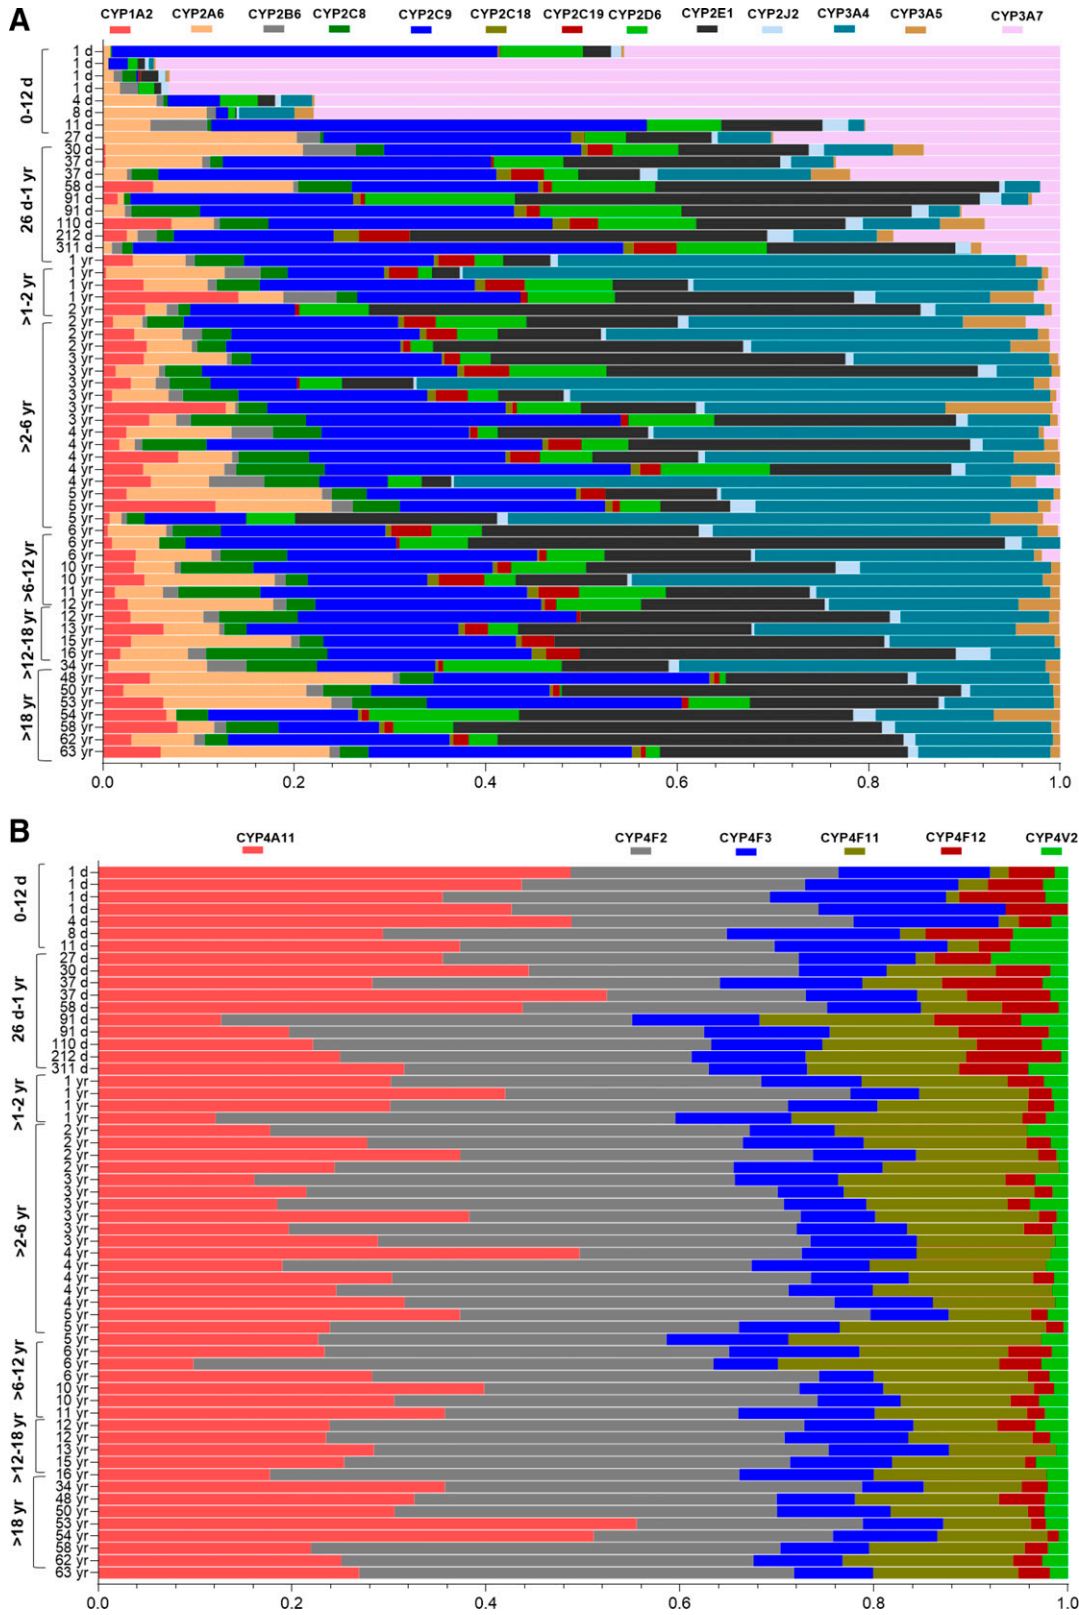 A
CYP1A2 CYP2A6 CYP2B6 CYP2C8 CYP2C9 CYP2C18 CYP2C19 CYP2D6 CYP2E1 CYP2J2 CYP3A4 CYP3A5 CYP3A7
0-12 d
1 d
1 d
1 d
1 d
4 d
8 d
11 d
26 d-1 yr
27 d
30 d
37 d
37 d
58 d
91 d
91 d
110 d
212 d
311 d
>1-2 yr
1 yr
1 yr
1 yr
1 yr
>2-6 yr
2 yr
2 yr
2 yr
2 yr
3 yr
3 yr
3 yr
3 yr
3 yr
3 yr
4 yr
4 yr
4 yr
4 yr
4 yr
5 yr
5 yr
5 yr
>6-12 yr
6 yr
6 yr
6 yr
10 yr
10 yr
11 yr
>12-18 yr
12 yr
12 yr
13 yr
15 yr
16 yr
>18 yr
34 yr
48 yr
50 yr
53 yr
54 yr
58 yr
62 yr
63 yr
0.0 0.2 0.4 0.6 0.8 1.0
B
CYP4A11 CYP4F2 CYP4F3 CYP4F11 CYP4F12 CYP4V2
0-12 d
1 d
1 d
1 d
1 d
4 d
8 d
11 d
26 d-1 yr
27 d
30 d
37 d
37 d
58 d
91 d
91 d
110 d
212 d
311 d
>1-2 yr
1 yr
1 yr
1 yr
1 yr
>2-6 yr
2 yr
2 yr
2 yr
2 yr
3 yr
3 yr
3 yr
3 yr
3 yr
3 yr
4 yr
4 yr
4 yr
4 yr
4 yr
5 yr
5 yr
5 yr
>6-12 yr
6 yr
6 yr
6 yr
10 yr
10 yr
11 yr
>12-18 yr
12 yr
12 yr
13 yr
15 yr
16 yr
>18 yr
34 yr
48 yr
50 yr
53 yr
54 yr
58 yr
62 yr
63 yr
0.0 0.2 0.4 0.6 0.8 1.0